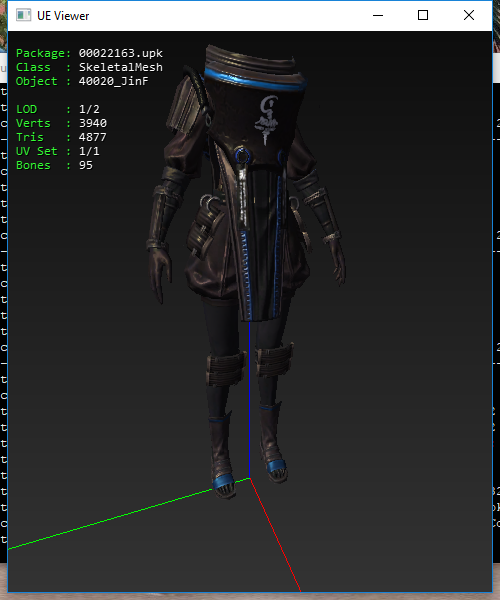 UE Viewer
Package: 00022163.upk
Class : SkeletalMesh
Object : 40020_JinF
LOD : 1/2
Verts : 3940
Tris : 4877
UV Set : 1/1
Bones : 95